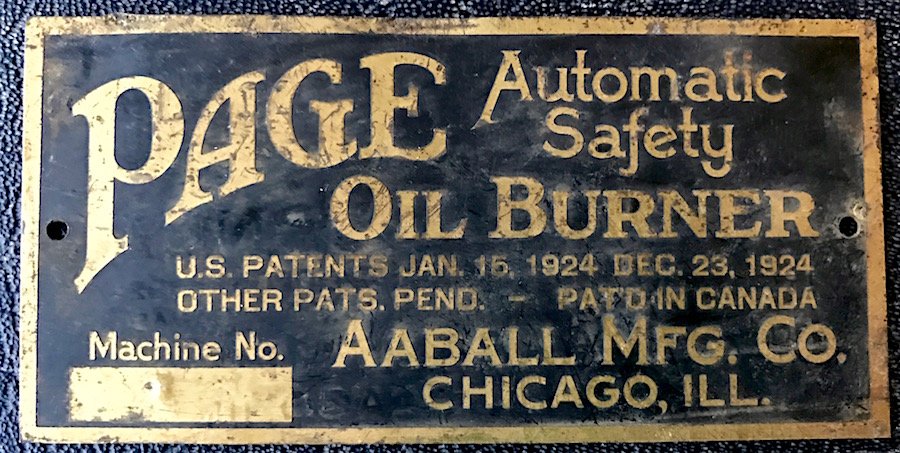 PAGE Automatic
Safety
OIL BURNER
U.S. PATENTS JAN. 15, 1924 DEC. 23, 1924
OTHER PATS. PEND. - PAT'D IN CANADA
Machine No.
AABALL MFG. CO.
CHICAGO, ILL.